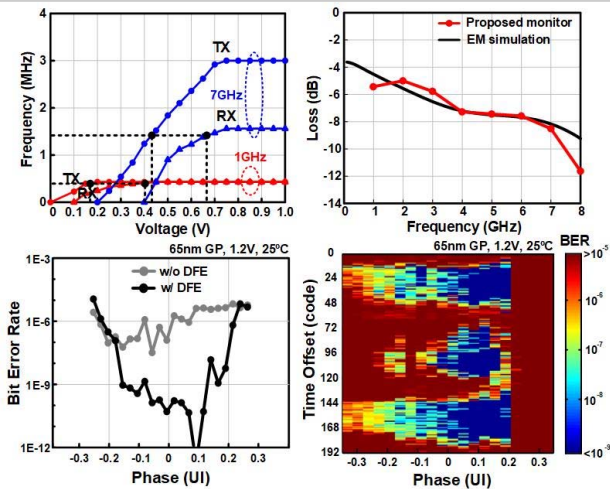 Frequency (MHz)
4
3
2
1
0
TX
7GHz
RX
1GHz
TX
RX
0 0.1 0.2 0.3 0.4 0.5 0.6 0.7 0.8 0.9 1.0
Voltage (V)
Loss (dB)
0
-2
-4
-6
-8
-10
-12
-14
Proposed monitor
EM simulation
0 1 2 3 4 5 6 7 8
Frequency (GHz)
65nm GP, 1.2V, 25ºC
Bit Error Rate
1E-3
1E-6
1E-9
1E-12
w/o DFE
w/ DFE
-0.3 -0.2 -0.1 0 0.1 0.2 0.3
Phase (UI)
65nm GP, 1.2V, 25ºC
BER
Time Offset (code)
0
24
48
72
96
120
144
168
192
>10⁻⁵
10⁻⁶
10⁻⁷
10⁻⁸
<10⁻⁹
-0.3 -0.2 -0.1 0 0.1 0.2 0.3
Phase (UI)